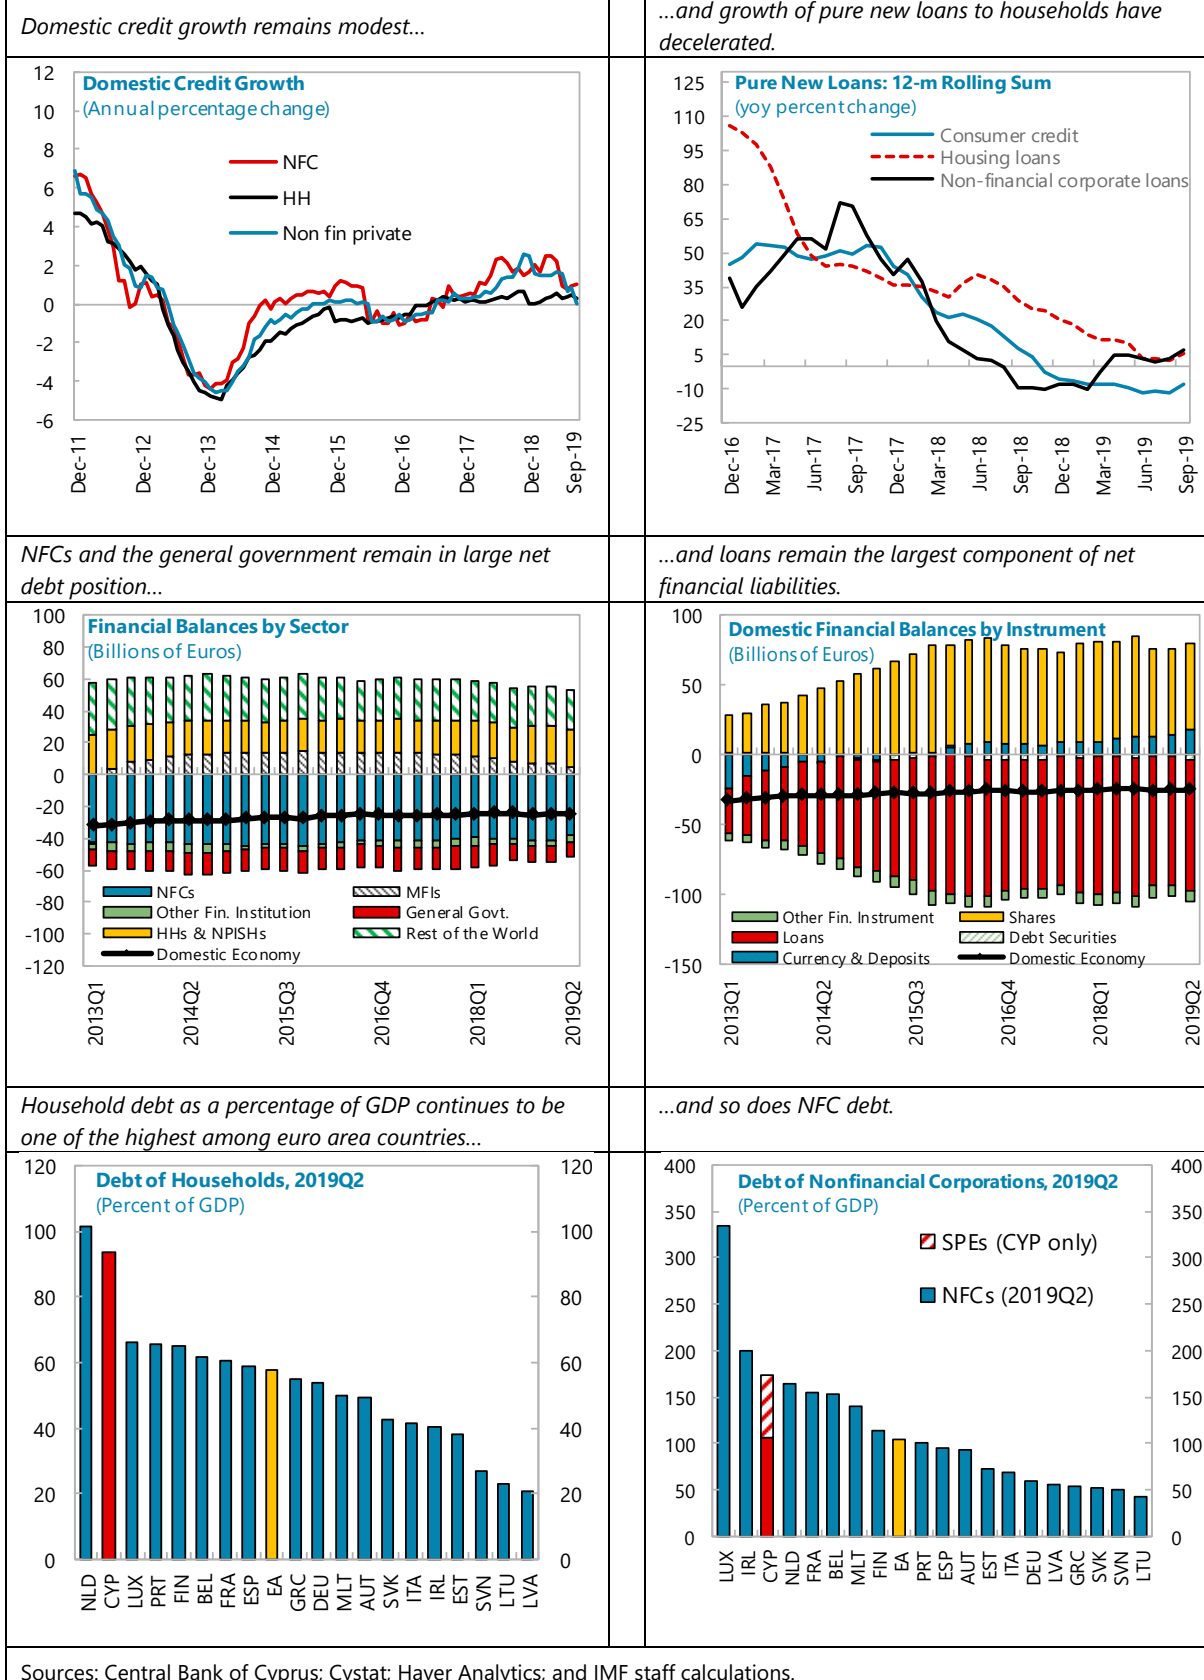 Domestic credit growth remains modest...
...and growth of pure new loans to households have
decelerated.
Domestic Credit Growth
(Annual percentage change)
12
10
8
6
4
2
0
-2
-4
-6
NFC
HH
Non fin private
Dec-11
Dec-12
Dec-13
Dec-14
Dec-15
Dec-16
Dec-17
Dec-18
Sep-19
Pure New Loans: 12-m Rolling Sum
(yoy percent change)
125
110
95
80
65
50
35
20
5
-10
-25
Consumer credit
Housing loans
Non-financial corporate loans
Dec-16
Mar-17
Jun-17
Sep-17
Dec-17
Mar-18
Jun-18
Sep-18
Dec-18
Mar-19
Jun-19
Sep-19
NFCs and the general government remain in large net
debt position...
...and loans remain the largest component of net
financial liabilities.
Financial Balances by Sector
(Billions of Euros)
100
80
60
40
20
0
-20
-40
-60
-80
-100
-120
NFCs
MFIs
Other Fin. Institution
General Govt.
HHs & NPISHs
Rest of the World
Domestic Economy
2013Q1
2014Q2
2015Q3
2016Q4
2018Q1
2019Q2
Domestic Financial Balances by Instrument
(Billions of Euros)
100
50
0
-50
-100
-150
Other Fin. Instrument
Shares
Loans
Debt Securities
Currency & Deposits
Domestic Economy
2013Q1
2014Q2
2015Q3
2016Q4
2018Q1
2019Q2
Household debt as a percentage of GDP continues to be
one of the highest among euro area countries...
...and so does NFC debt.
Debt of Households, 2019Q2
(Percent of GDP)
120
100
80
60
40
20
0
120
100
80
60
40
20
0
NLD
CYP
LUX
PRT
FIN
BEL
FRA
ESP
EA
GRC
DEU
MLT
AUT
SVK
ITA
IRL
EST
SVN
LTU
LVA
Debt of Nonfinancial Corporations, 2019Q2
(Percent of GDP)
400
350
300
250
200
150
100
50
0
400
350
300
250
200
150
100
50
0
SPEs (CYP only)
NFCs (2019Q2)
LUX
IRL
CYP
NLD
FRA
BEL
MLT
FIN
EA
PRT
ESP
AUT
EST
ITA
DEU
LVA
GRC
SVK
SVN
LTU
Sources: Central Bank of Cyprus; Cystat; Haver Analytics; and IMF staff calculations.